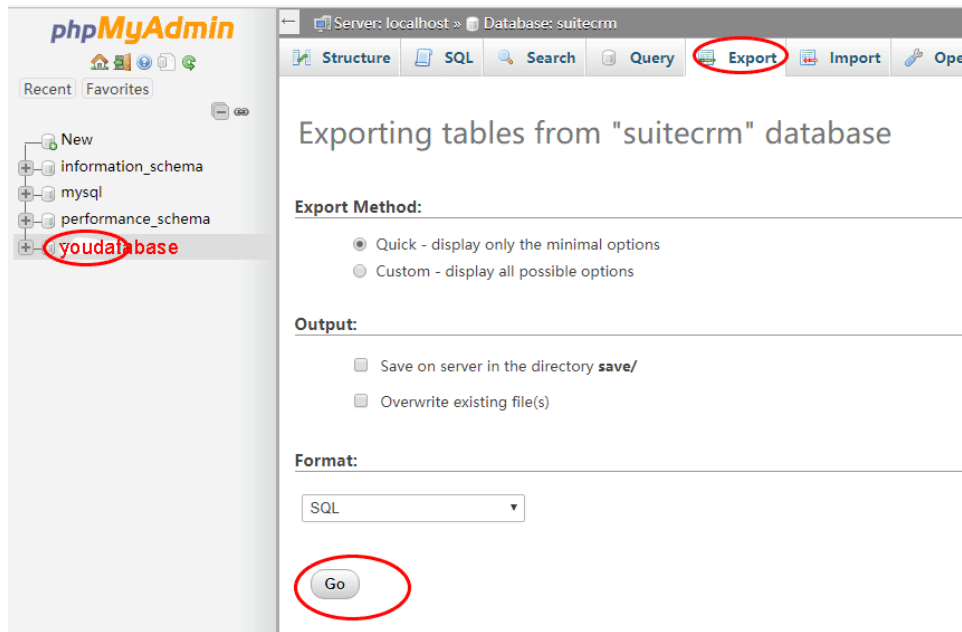 phpMyAdmin
Recent Favorites
New
information_schema
mysql
performance_schema
youdatabase
Server: localhost » Database: suitecrm
Structure SQL Search Query Export Import Ope
Exporting tables from "suitecrm" database
Export Method:
Quick - display only the minimal options
Custom - display all possible options
Output:
Save on server in the directory save/
Overwrite existing file(s)
Format:
SQL
Go